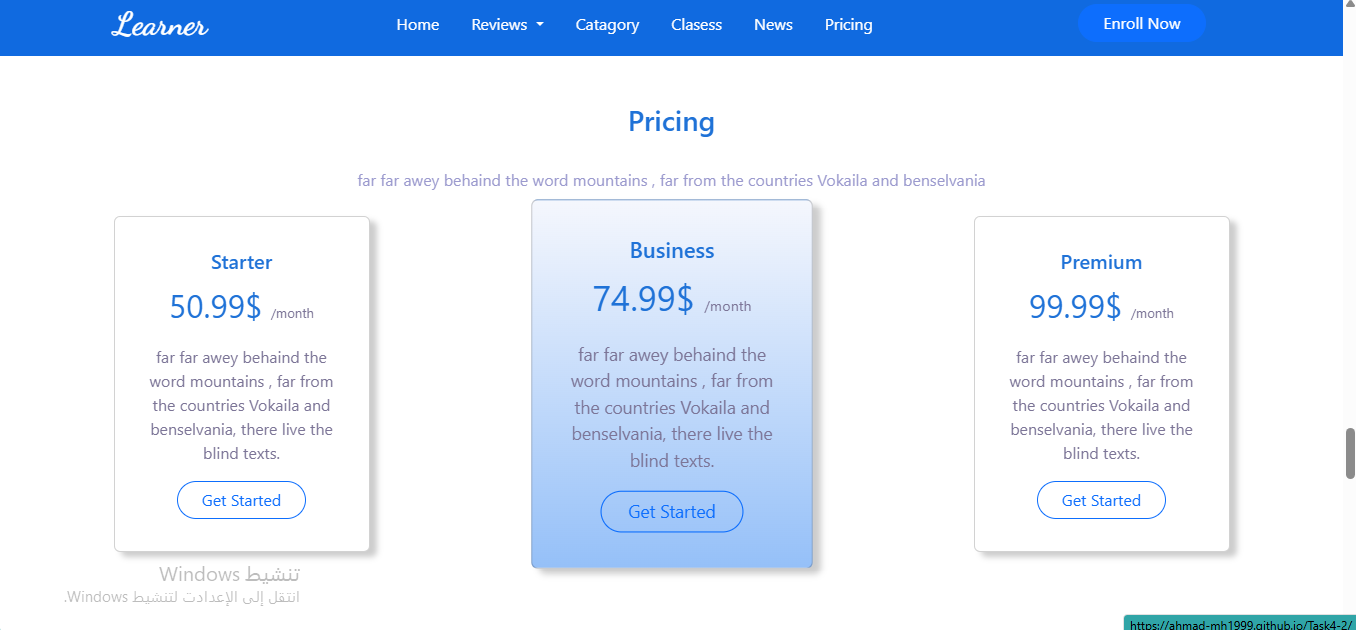 Learner
Home Reviews Catagory Clasess News Pricing
Enroll Now
Pricing
far far awey behaind the word mountains , far from the countries Vokaila and benselvania
Starter
50.99$ /month
far far awey behaind the
word mountains , far from
the countries Vokaila and
benselvania, there live the
blind texts.
Get Started
Business
74.99$ /month
far far awey behaind the
word mountains , far from
the countries Vokaila and
benselvania, there live the
blind texts.
Get Started
Premium
99.99$ /month
far far awey behaind the
word mountains , far from
the countries Vokaila and
benselvania, there live the
blind texts.
Get Started
تنشيط Windows
انتقل إلى الإعدادت لتنشيط Windows.
https://ahmad-mh1999.github.io/Task4-2/